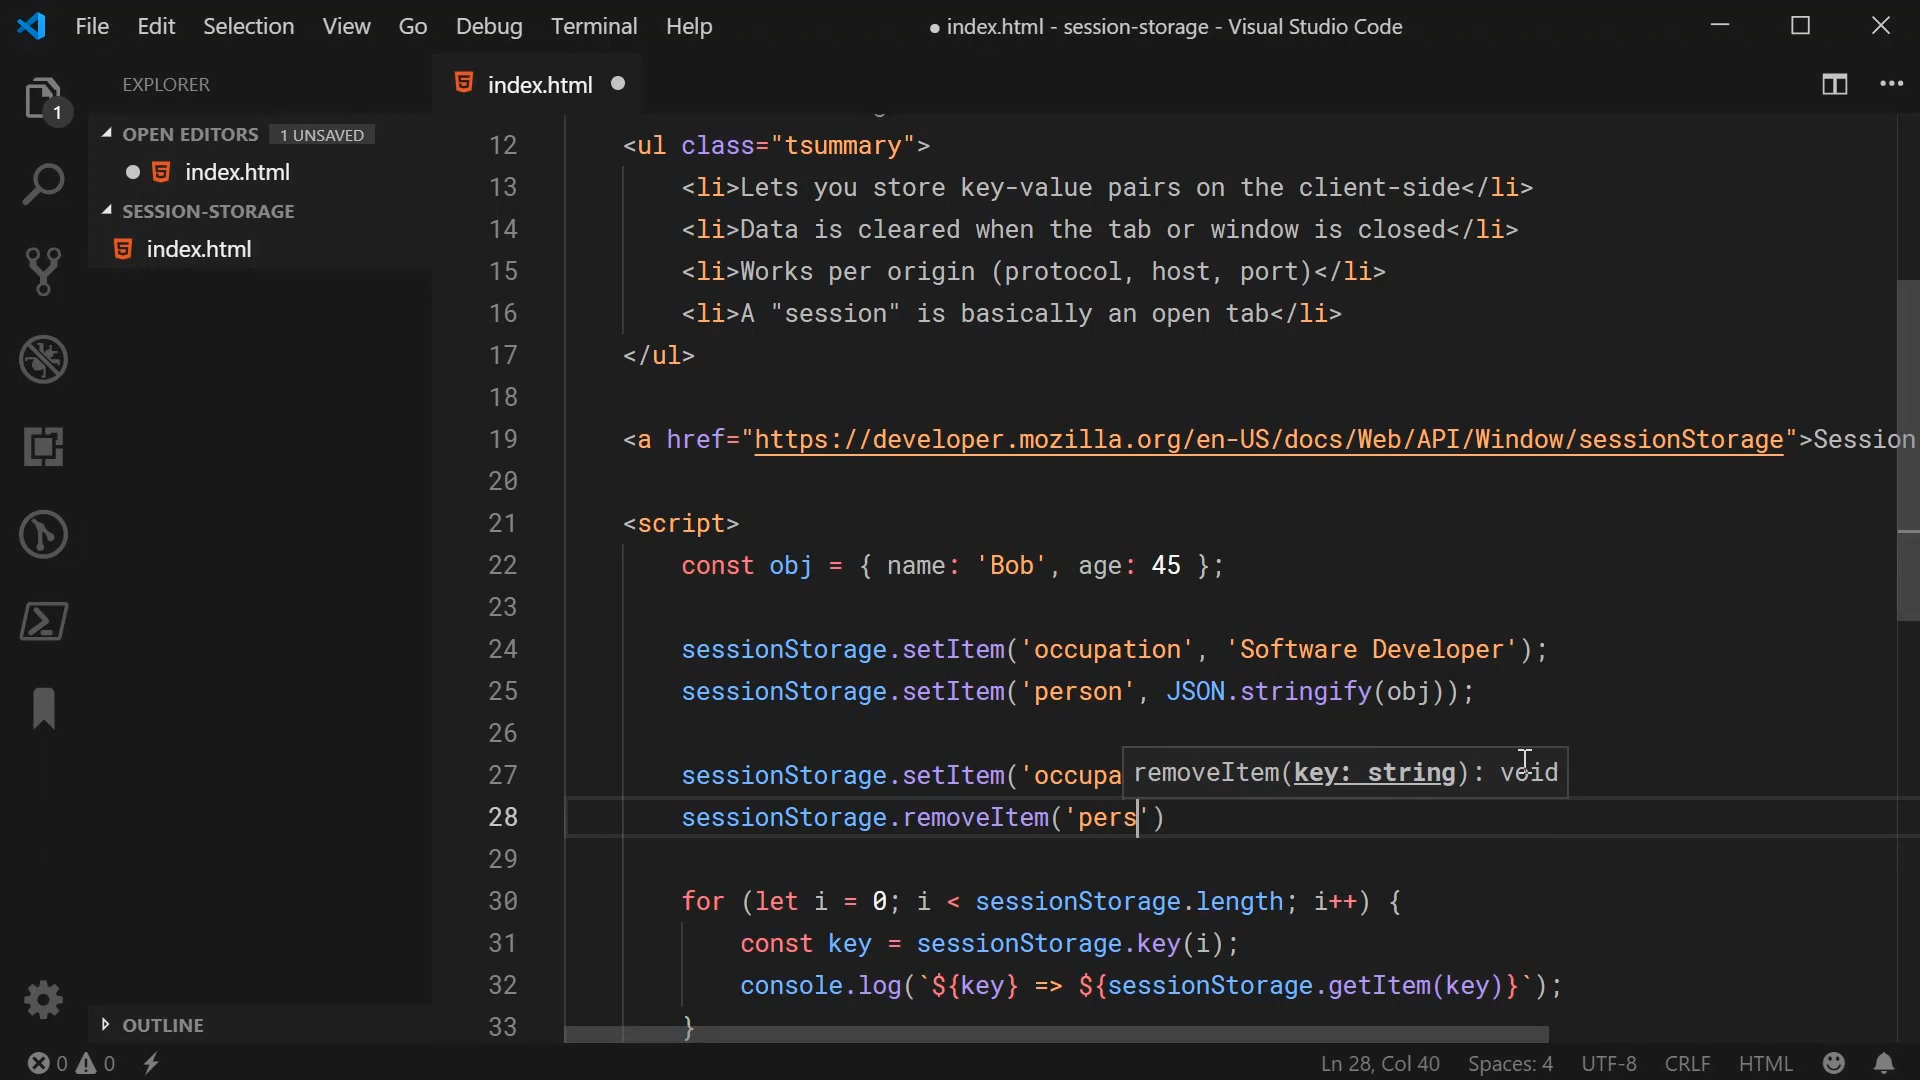 File Edit Selection View Go Debug Terminal Help
● index.html - session-storage - Visual Studio Code
EXPLORER
index.html
1
OPEN EDITORS 1 UNSAVED
index.html
SESSION-STORAGE
index.html
12 <ul class="tsummary">
13 <li>Lets you store key-value pairs on the client-side</li>
14 <li>Data is cleared when the tab or window is closed</li>
15 <li>Works per origin (protocol, host, port)</li>
16 <li>A "session" is basically an open tab</li>
17 </ul>
18
19 <a href="https://developer.mozilla.org/en-US/docs/Web/API/Window/sessionStorage">Session
20
21 <script>
22 const obj = { name: 'Bob', age: 45 };
23
24 sessionStorage.setItem('occupation', 'Software Developer');
25 sessionStorage.setItem('person', JSON.stringify(obj));
26
27 sessionStorage.setItem('occupa
removeItem(key: string): void
28 sessionStorage.removeItem('pers')
29
30 for (let i = 0; i < sessionStorage.length; i++) {
31 const key = sessionStorage.key(i);
32 console.log(`${key} => ${sessionStorage.getItem(key)}`);
33 }
OUTLINE
0 0
Ln 28, Col 40 Spaces: 4 UTF-8 CRLF HTML